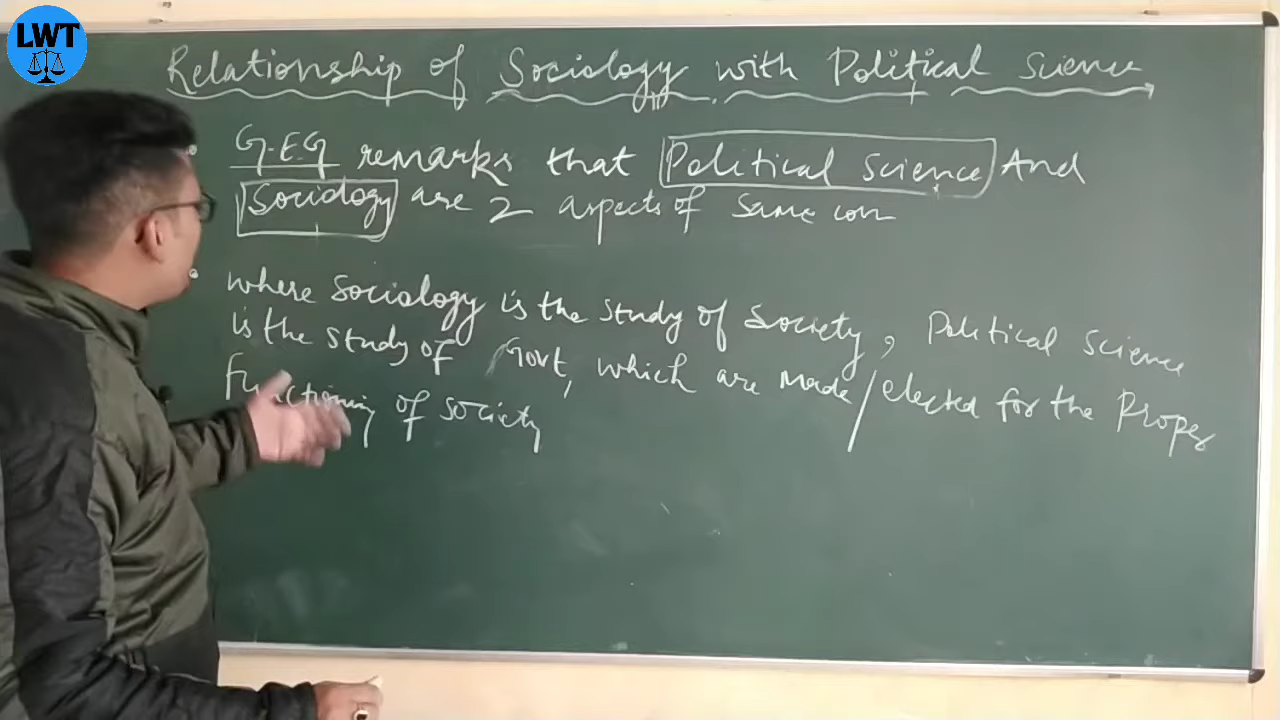 LWT
Relationship of Sociology with Political Science
G.E.G remarks that Political Science And
Sociology are 2 aspects of same coin
where Sociology is the study of Society, Political Science
is the study of Govt, which are made/elected for the Proper
functioning of society